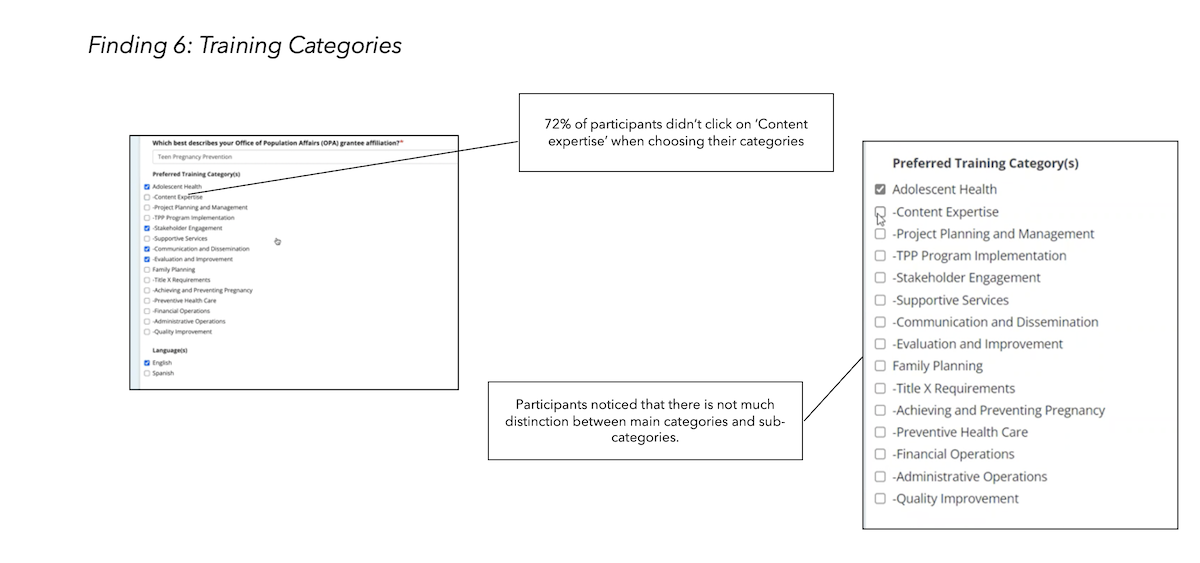 Finding 6: Training Categories
72% of participants didn't click on 'Content
expertise' when choosing their categories
Which best describes your Office of Population Affairs (OPA) grantee affiliation?*
Teen Pregnancy Prevention
Preferred Training Category(s)
Adolescent Health
-Content Expertise
-Project Planning and Management
-TPP Program Implementation
-Stakeholder Engagement
-Supportive Services
-Communication and Dissemination
-Evaluation and Improvement
Family Planning
-Title X Requirements
-Achieving and Preventing Pregnancy
-Preventive Health Care
-Financial Operations
-Administrative Operations
-Quality Improvement
Language(s)
English
Spanish
Participants noticed that there is not much
distinction between main categories and sub-
categories.
Preferred Training Category(s)
Adolescent Health
-Content Expertise
-Project Planning and Management
-TPP Program Implementation
-Stakeholder Engagement
-Supportive Services
-Communication and Dissemination
-Evaluation and Improvement
Family Planning
-Title X Requirements
-Achieving and Preventing Pregnancy
-Preventive Health Care
-Financial Operations
-Administrative Operations
-Quality Improvement